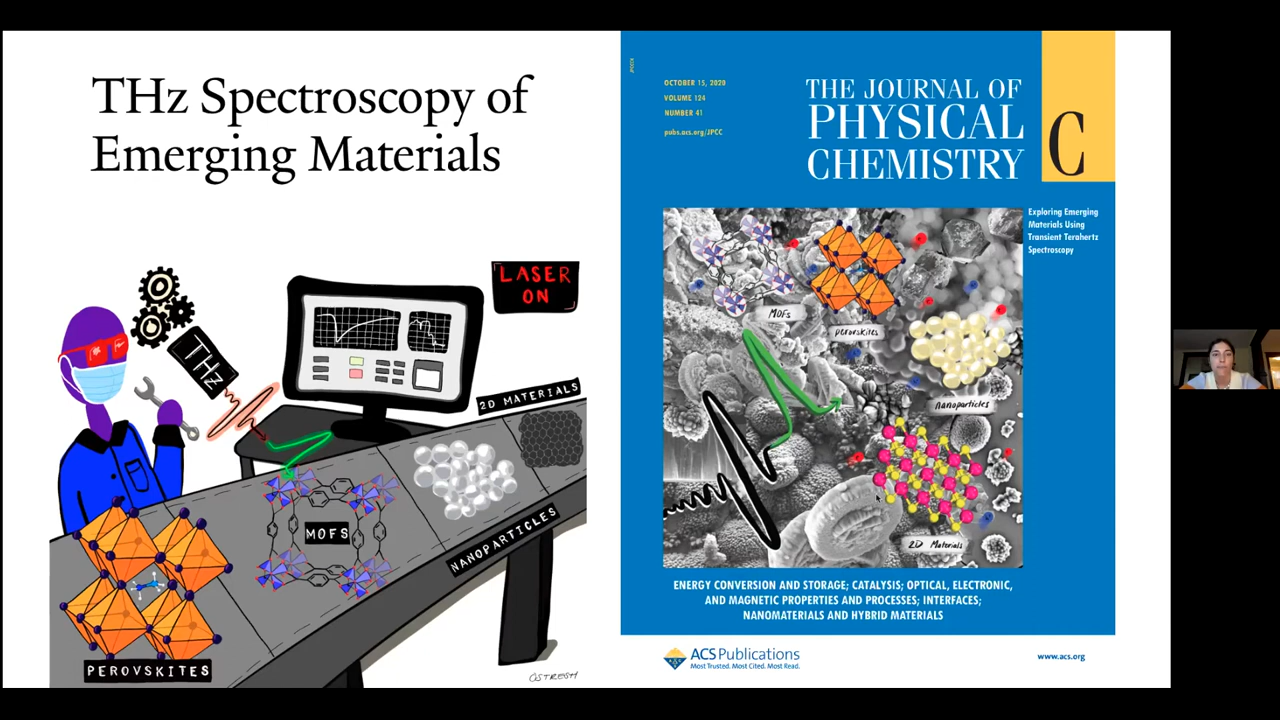 THz Spectroscopy of
Emerging Materials
LASER
ON
THz
2D MATERIALS
MOFS
NANOPARTICLES
PEROVSKITES
OSTRESH
OCTOBER 15, 2020
VOLUME 124
NUMBER 41
pubs.acs.org/JPCC
THE JOURNAL OF
PHYSICAL
CHEMISTRY
C
Exploring Emerging
Materials Using
Transient Terahertz
Spectroscopy
MOFs
perovskites
nanoparticles
2D Materials
ENERGY CONVERSION AND STORAGE; CATALYSIS; OPTICAL, ELECTRONIC,
AND MAGNETIC PROPERTIES AND PROCESSES; INTERFACES;
NANOMATERIALS AND HYBRID MATERIALS
ACS Publications
Most Trusted. Most Cited. Most Read.
www.acs.org